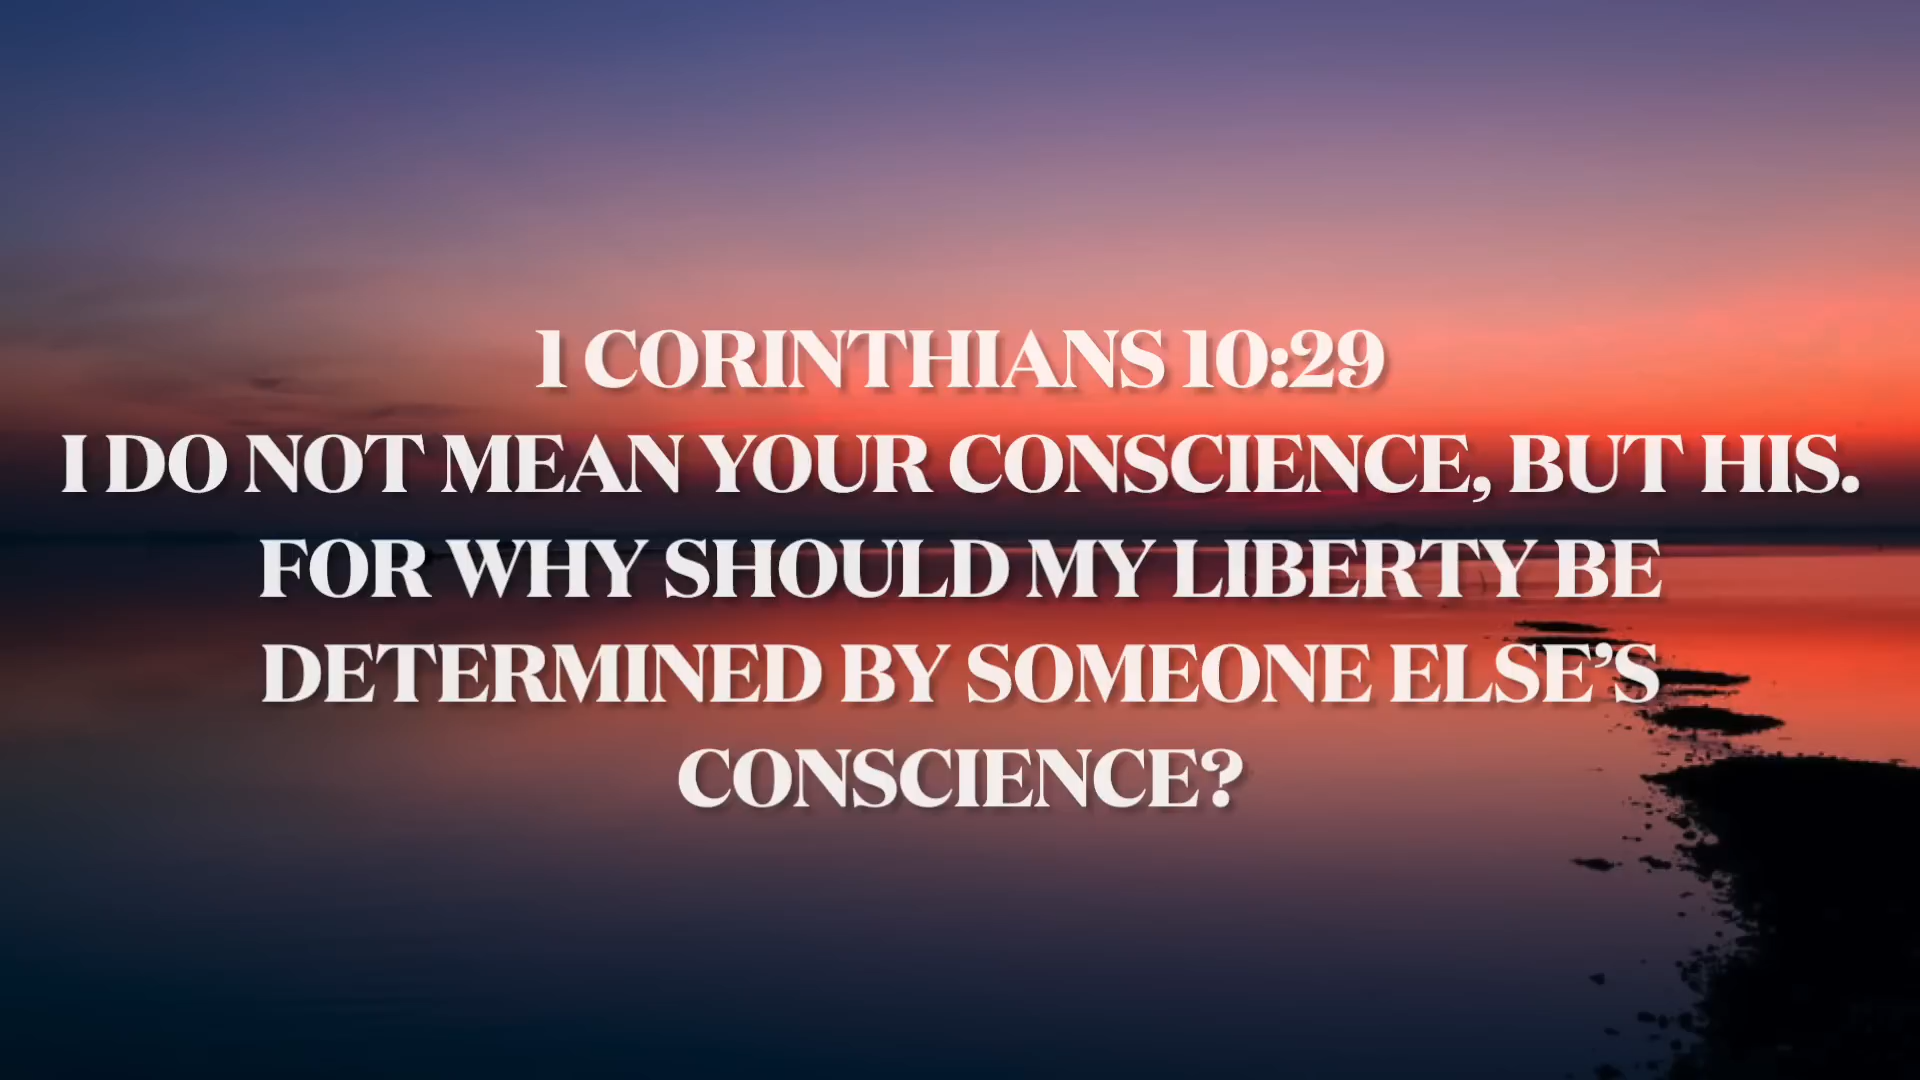 1 CORINTHIANS 10:29
I DO NOT MEAN YOUR CONSCIENCE, BUT HIS.
FOR WHY SHOULD MY LIBERTY BE
DETERMINED BY SOMEONE ELSE’S
CONSCIENCE?